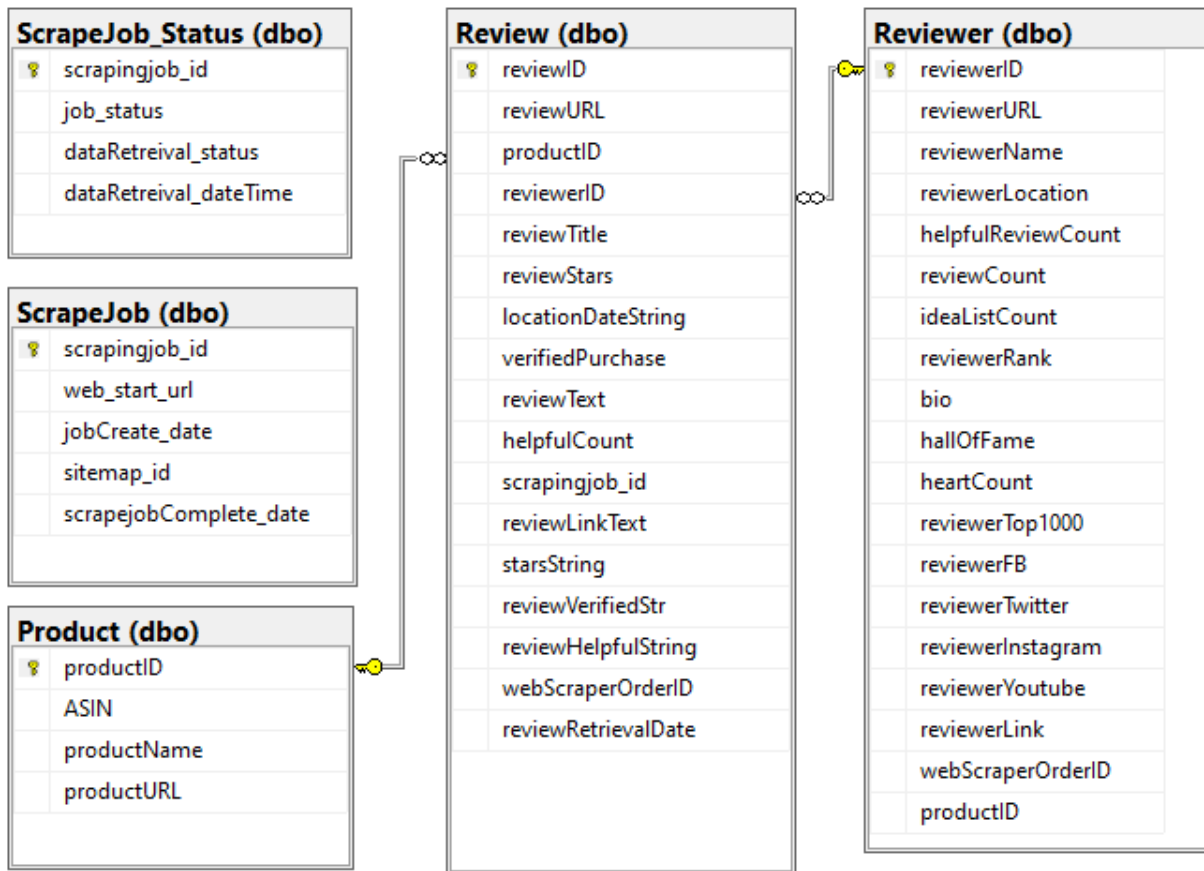 ScrapeJob_Status (dbo)
scrapingjob_id
job_status
dataRetreival_status
dataRetreival_dateTime
ScrapeJob (dbo)
scrapingjob_id
web_start_url
jobCreate_date
sitemap_id
scrapejobComplete_date
Product (dbo)
productID
ASIN
productName
productURL
Review (dbo)
reviewID
reviewURL
productID
reviewerID
reviewTitle
reviewStars
locationDateString
verifiedPurchase
reviewText
helpfulCount
scrapingjob_id
reviewLinkText
starsString
reviewVerifiedStr
reviewHelpfulString
webScraperOrderID
reviewRetrievalDate
Reviewer (dbo)
reviewerID
reviewerURL
reviewerName
reviewerLocation
helpfulReviewCount
reviewCount
ideaListCount
reviewerRank
bio
hallOfFame
heartCount
reviewerTop1000
reviewerFB
reviewerTwitter
reviewerInstagram
reviewerYoutube
reviewerLink
webScraperOrderID
productID